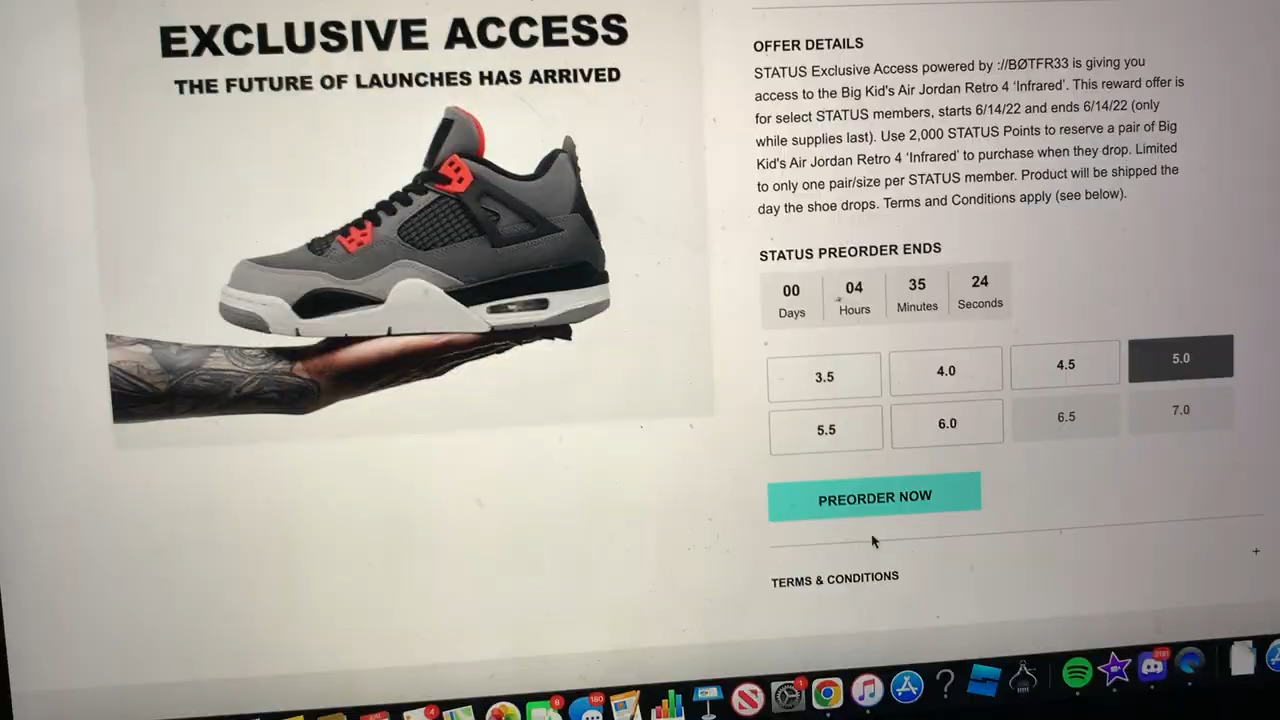 EXCLUSIVE ACCESS
THE FUTURE OF LAUNCHES HAS ARRIVED
OFFER DETAILS
STATUS Exclusive Access powered by ://BØTFR33 is giving you
access to the Big Kid's Air Jordan Retro 4 ‘Infrared’. This reward offer is
for select STATUS members, starts 6/14/22 and ends 6/14/22 (only
while supplies last). Use 2,000 STATUS Points to reserve a pair of Big
Kid's Air Jordan Retro 4 ‘Infrared’ to purchase when they drop. Limited
to only one pair/size per STATUS member. Product will be shipped the
day the shoe drops. Terms and Conditions apply (see below).
STATUS PREORDER ENDS
00 04 35 24
Days Hours Minutes Seconds
3.5 4.0 4.5 5.0
5.5 6.0 6.5 7.0
PREORDER NOW
+
TERMS & CONDITIONS
4 8 180 1